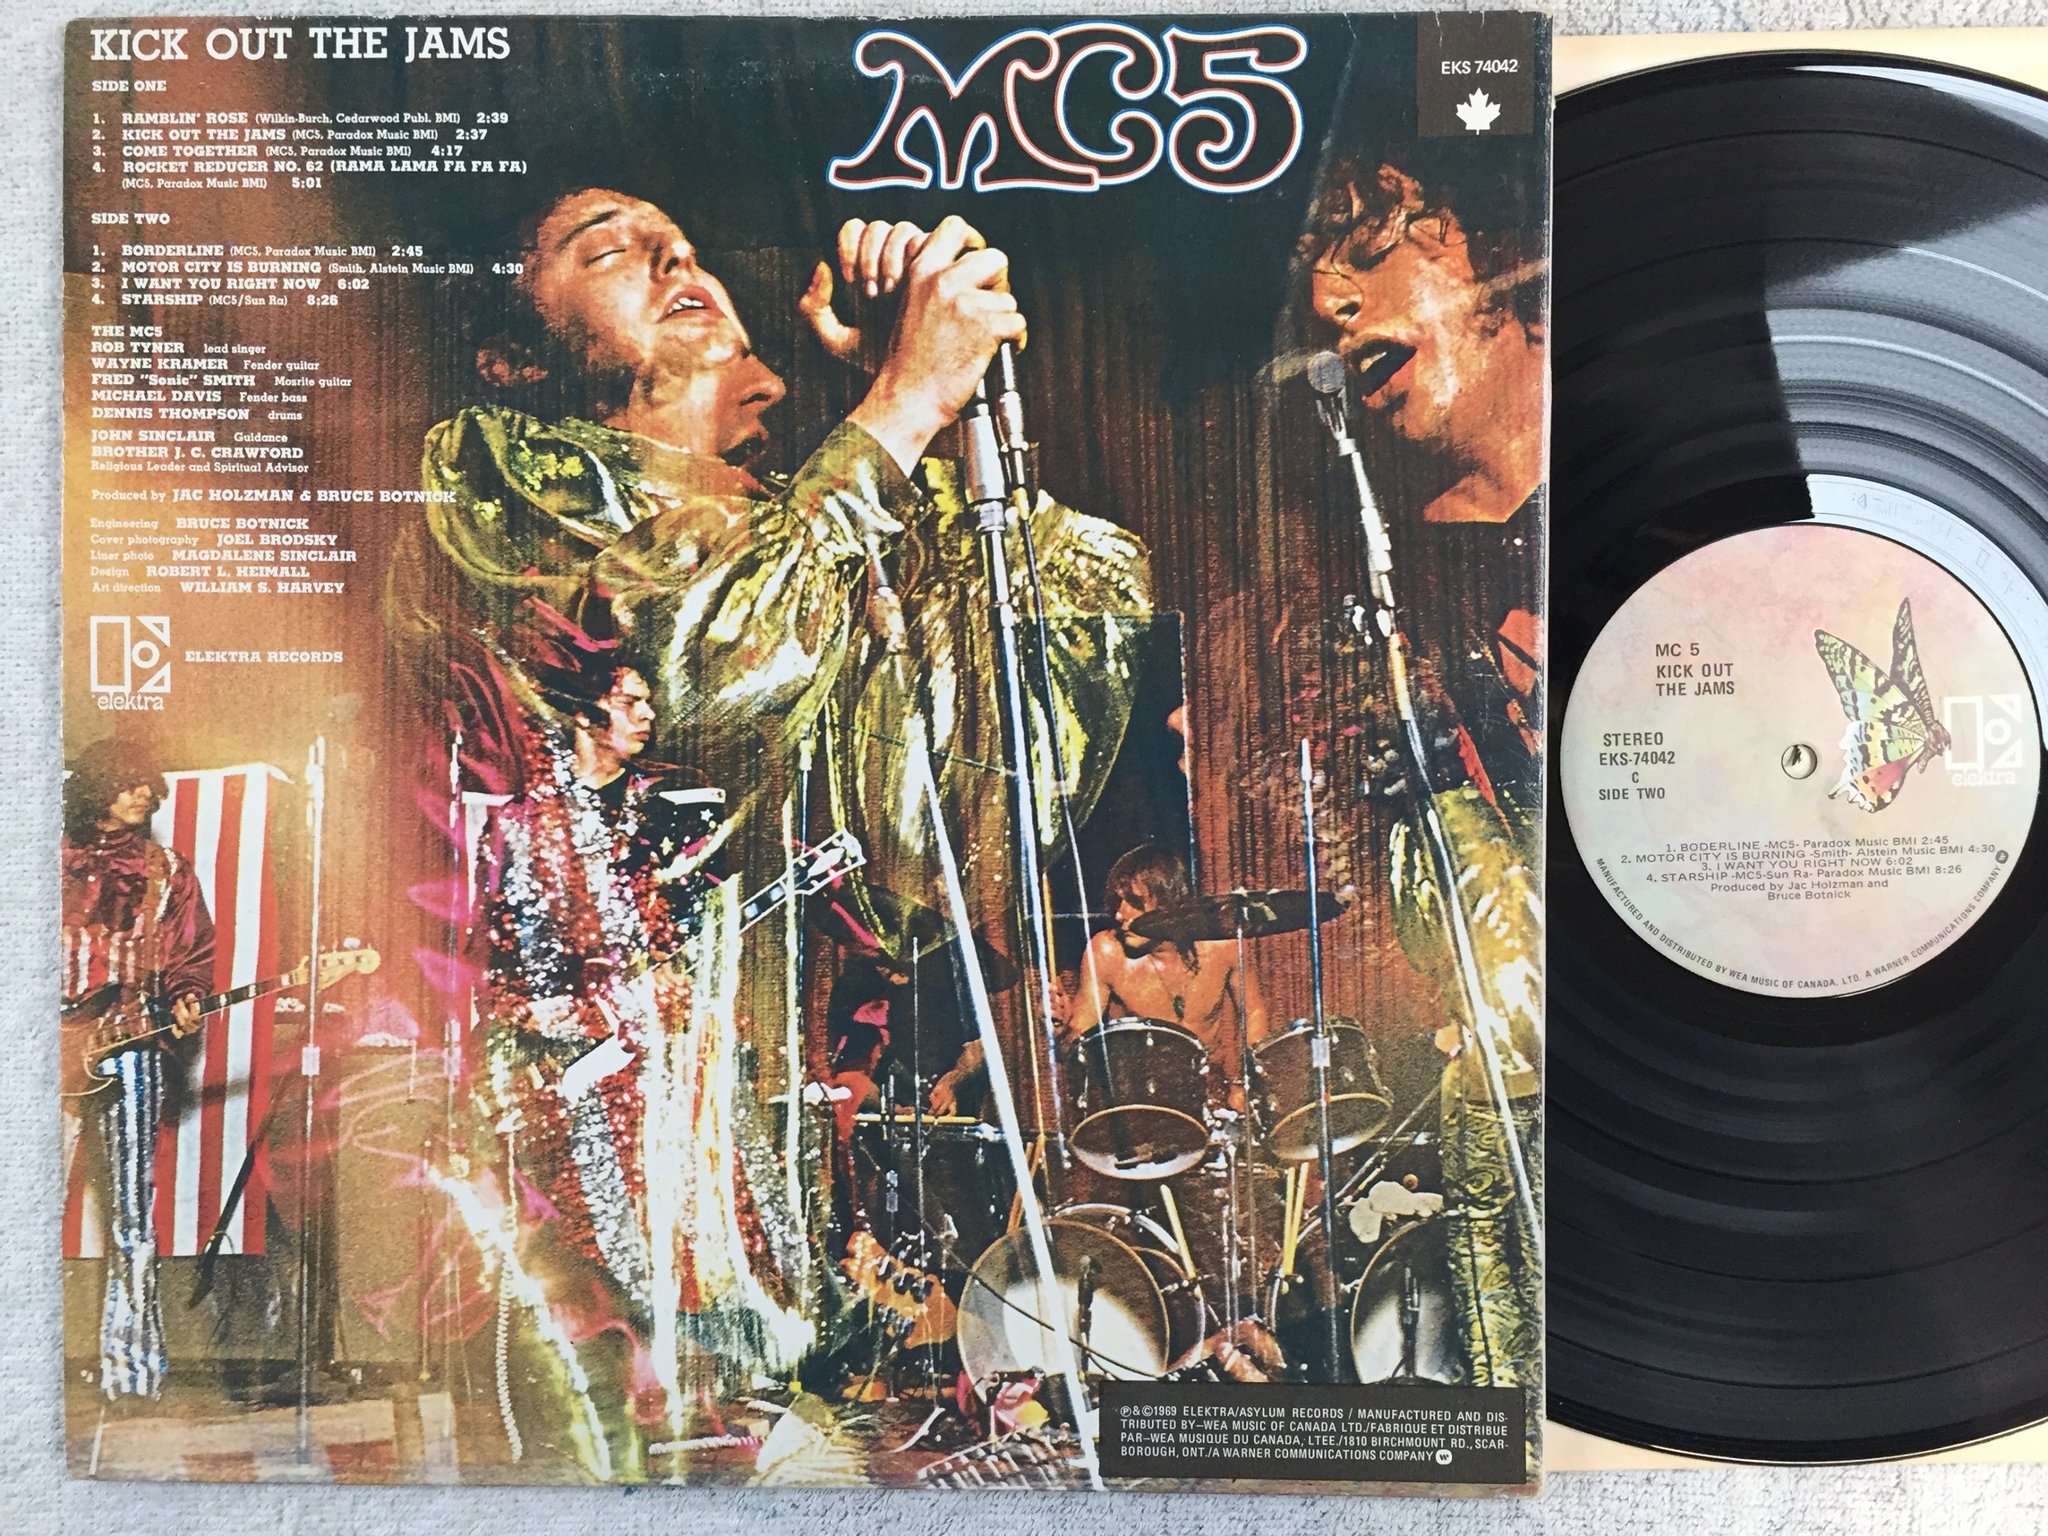 KICK OUT THE JAMS
SIDE ONE
1. RAMBLIN' ROSE (Wilkin-Burch, Cedarwood Publ. BMI) 2:39
2. KICK OUT THE JAMS (MC5, Paradox Music BMI) 2:37
3. COME TOGETHER (MC5, Paradox Music BMI) 4:17
4. ROCKET REDUCER NO. 62 (RAMA LAMA FA FA FA)
(MC5, Paradox Music BMI) 5:01
SIDE TWO
1. BORDERLINE (MC5, Paradox Music BMI) 2:45
2. MOTOR CITY IS BURNING (Smith, Alstein Music BMI) 4:30
3. I WANT YOU RIGHT NOW 6:02
4. STARSHIP (MC5/Sun Ra) 8:26
THE MC5
ROB TYNER lead singer
WAYNE KRAMER Fender guitar
FRED "Sonic" SMITH Mosrite guitar
MICHAEL DAVIS Fender bass
DENNIS THOMPSON drums
JOHN SINCLAIR Guidance
BROTHER J. C. CRAWFORD
Religious Leader and Spiritual Advisor
Produced by JAC HOLZMAN & BRUCE BOTNICK
Engineering BRUCE BOTNICK
Cover photography JOEL BRODSKY
Liner photo MAGDALENE SINCLAIR
Design ROBERT L. HEIMALL
Art direction WILLIAM S. HARVEY
elektra
ELEKTRA RECORDS
MC5
EKS 74042
℗&©1969 ELEKTRA/ASYLUM RECORDS / MANUFACTURED AND DIS-
TRIBUTED BY–WEA MUSIC OF CANADA LTD./FABRIQUE ET DISTRIBUE
PAR–WEA MUSIQUE DU CANADA, LTEE./1810 BIRCHMOUNT RD., SCAR-
BOROUGH, ONT./A WARNER COMMUNICATIONS COMPANY
MC 5
KICK OUT
THE JAMS
STEREO
EKS-74042
C
SIDE TWO
elektra
1. BODERLINE -MC5- Paradox Music BMI 2:45
2. MOTOR CITY IS BURNING -Smith- Alstein Music BMI 4:30
3. I WANT YOU RIGHT NOW 6:02
4. STARSHIP -MC5-Sun Ra- Paradox Music BMI 8:26
Produced by Jac Holzman and
Bruce Botnick
MANUFACTURED AND DISTRIBUTED BY WEA MUSIC OF CANADA, LTD. A WARNER COMMUNICATIONS COMPANY